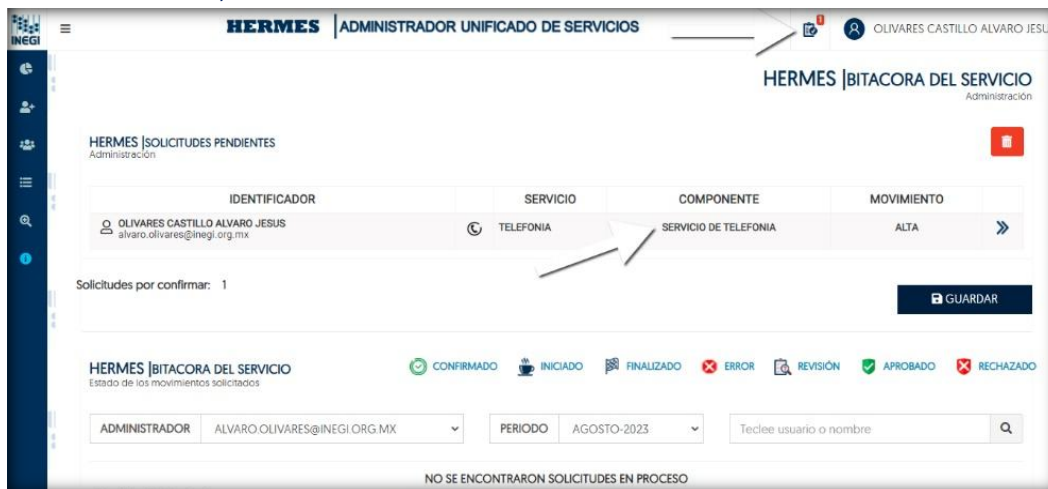 INEGI
HERMES |ADMINISTRADOR UNIFICADO DE SERVICIOS
1
OLIVARES CASTILLO ALVARO JESU
HERMES |BITACORA DEL SERVICIO
Administración
HERMES |SOLICITUDES PENDIENTES
Administración
IDENTIFICADOR SERVICIO COMPONENTE MOVIMIENTO
OLIVARES CASTILLO ALVARO JESUS TELEFONIA SERVICIO DE TELEFONIA ALTA
alvaro.olivares@inegi.org.mx
Solicitudes por confirmar: 1
GUARDAR
HERMES |BITACORA DEL SERVICIO
Estado de los movimientos solicitados
CONFIRMADO INICIADO FINALIZADO ERROR REVISIÓN APROBADO RECHAZADO
ADMINISTRADOR ALVARO.OLIVARES@INEGI.ORG.MX PERIODO AGOSTO-2023 Teclee usuario o nombre
NO SE ENCONTRARON SOLICITUDES EN PROCESO